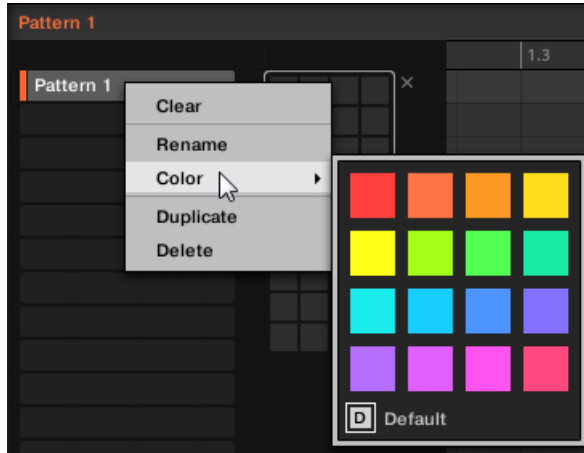 Pattern 1
1.3
Pattern 1
Clear
Rename
Color
Duplicate
Delete
D Default